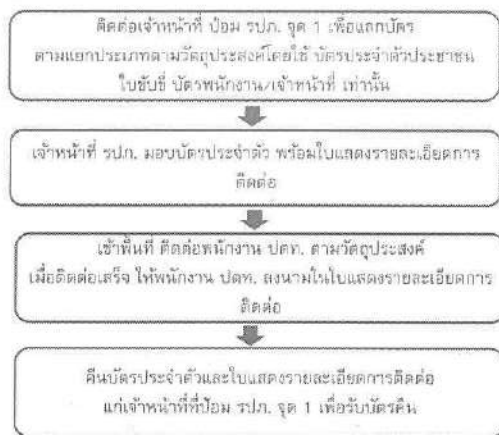 ติดต่อเจ้าหน้าที่ ป้อม รปภ. จุด 1 เพื่อแลกบัตร
ตามแยกประเภทตามวัตถุประสงค์โดยใช้ บัตรประจำตัวประชาชน
ใบขับขี่ บัตรพนักงาน/เจ้าหน้าที่ เท่านั้น
เจ้าหน้าที่ รปภ. มอบบัตรประจำตัว พร้อมใบแสดงรายละเอียดการ
ติดต่อ
เข้าพื้นที่ ติดต่อพนักงาน ปตท. ตามวัตถุประสงค์
เมื่อติดต่อเสร็จ ให้พนักงาน ปตท. ลงนามในใบแสดงรายละเอียดการ
ติดต่อ
คืนบัตรประจำตัวและใบแสดงรายละเอียดการติดต่อ
แก่เจ้าหน้าที่ที่ป้อม รปภ. จุด 1 เพื่อรับบัตรคืน